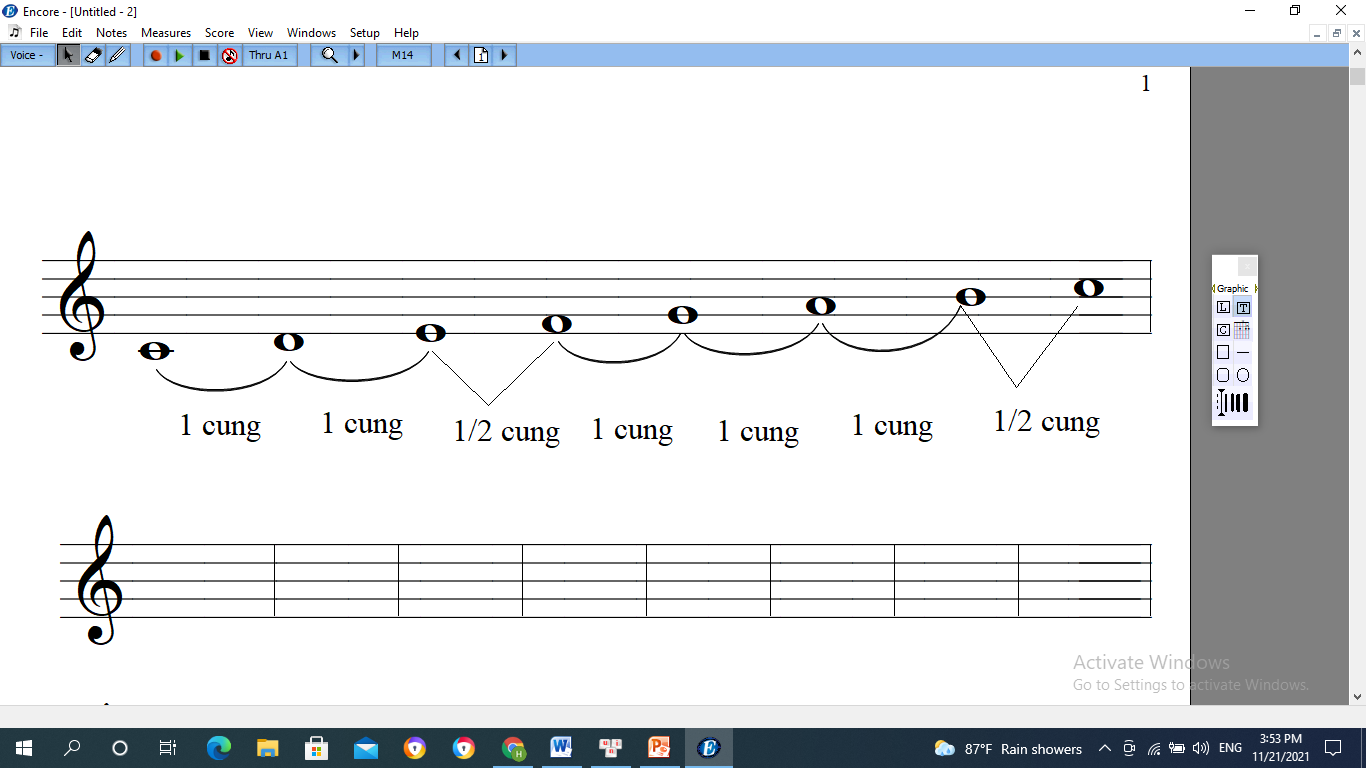 Encore - [Untitled - 2]
File Edit Notes Measures Score View Windows Setup Help
Voice - Thru A1 M14 1
1
Graphic
L T
C
1 cung 1 cung 1/2 cung 1 cung 1 cung 1 cung 1/2 cung
Activate Windows
Go to Settings to activate Windows.
87°F Rain showers ENG 3:53 PM
11/21/2021